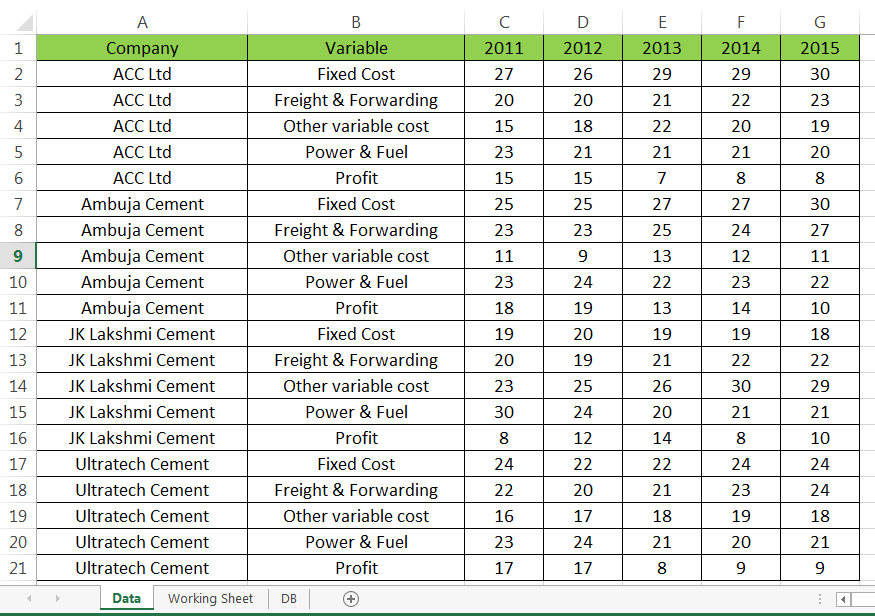 A B C D E F G
1 Company Variable 2011 2012 2013 2014 2015
2 ACC Ltd Fixed Cost 27 26 29 29 30
3 ACC Ltd Freight & Forwarding 20 20 21 22 23
4 ACC Ltd Other variable cost 15 18 22 20 19
5 ACC Ltd Power & Fuel 23 21 21 21 20
6 ACC Ltd Profit 15 15 7 8 8
7 Ambuja Cement Fixed Cost 25 25 27 27 30
8 Ambuja Cement Freight & Forwarding 23 23 25 24 27
9 Ambuja Cement Other variable cost 11 9 13 12 11
10 Ambuja Cement Power & Fuel 23 24 22 23 22
11 Ambuja Cement Profit 18 19 13 14 10
12 JK Lakshmi Cement Fixed Cost 19 20 19 19 18
13 JK Lakshmi Cement Freight & Forwarding 20 19 21 22 22
14 JK Lakshmi Cement Other variable cost 23 25 26 30 29
15 JK Lakshmi Cement Power & Fuel 30 24 20 21 21
16 JK Lakshmi Cement Profit 8 12 14 8 10
17 Ultratech Cement Fixed Cost 24 22 22 24 24
18 Ultratech Cement Freight & Forwarding 22 20 21 23 24
19 Ultratech Cement Other variable cost 16 17 18 19 18
20 Ultratech Cement Power & Fuel 23 24 21 20 21
21 Ultratech Cement Profit 17 17 8 9 9
Data Working Sheet DB